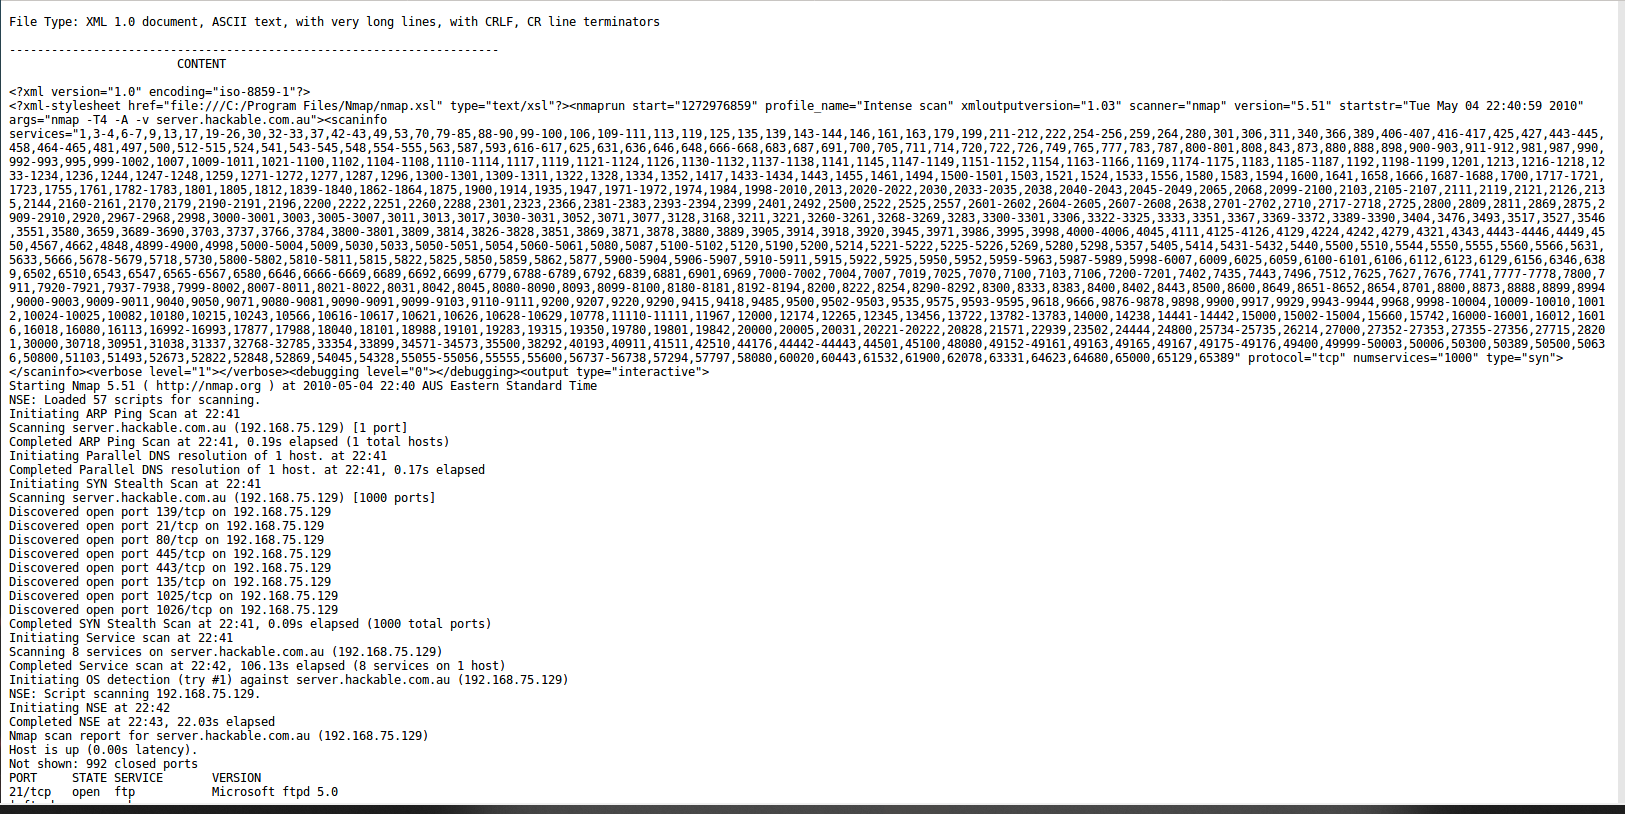 File Type: XML 1.0 document, ASCII text, with very long lines, with CRLF, CR line terminators
----------------------------------------------------------------------
CONTENT
<?xml version="1.0" encoding="iso-8859-1"?>
<?xml-stylesheet href="file:///C:/Program Files/Nmap/nmap.xsl" type="text/xsl"?><nmaprun start="1272976859" profile_name="Intense scan" xmloutputversion="1.03" scanner="nmap" version="5.51" startstr="Tue May 04 22:40:59 2010"
args="nmap -T4 -A -v server.hackable.com.au"><scaninfo
services="1,3-4,6-7,9,13,17,19-26,30,32-33,37,42-43,49,53,70,79-85,88-90,99-100,106,109-111,113,119,125,135,139,143-144,146,161,163,179,199,211-212,222,254-256,259,264,280,301,306,311,340,366,389,406-407,416-417,425,427,443-445,
458,464-465,481,497,500,512-515,524,541,543-545,548,554-555,563,587,593,616-617,625,631,636,646,648,666-668,683,687,691,700,705,711,714,720,722,726,749,765,777,783,787,800-801,808,843,873,880,888,898,900-903,911-912,981,987,990,
992-993,995,999-1002,1007,1009-1011,1021-1100,1102,1104-1108,1110-1114,1117,1119,1121-1124,1126,1130-1132,1137-1138,1141,1145,1147-1149,1151-1152,1154,1163-1166,1169,1174-1175,1183,1185-1187,1192,1198-1199,1201,1213,1216-1218,12
33-1234,1236,1244,1247-1248,1259,1271-1272,1277,1287,1296,1300-1301,1309-1311,1322,1328,1334,1352,1417,1433-1434,1443,1455,1461,1494,1500-1501,1503,1521,1524,1533,1556,1580,1583,1594,1600,1641,1658,1666,1687-1688,1700,1717-1721,
1723,1755,1761,1782-1783,1801,1805,1812,1839-1840,1862-1864,1875,1900,1914,1935,1947,1971-1972,1974,1984,1998-2010,2013,2020-2022,2030,2033-2035,2038,2040-2043,2045-2049,2065,2068,2099-2100,2103,2105-2107,2111,2119,2121,2126,213
5,2144,2160-2161,2170,2179,2190-2191,2196,2200,2222,2251,2260,2288,2301,2323,2366,2381-2383,2393-2394,2399,2401,2492,2500,2522,2525,2557,2601-2602,2604-2605,2607-2608,2638,2701-2702,2710,2717-2718,2725,2800,2809,2811,2869,2875,2
909-2910,2920,2967-2968,2998,3000-3001,3003,3005-3007,3011,3013,3017,3030-3031,3052,3071,3077,3128,3168,3211,3221,3260-3261,3268-3269,3283,3300-3301,3306,3322-3325,3333,3351,3367,3369-3372,3389-3390,3404,3476,3493,3517,3527,3546
,3551,3580,3659,3689-3690,3703,3737,3766,3784,3800-3801,3809,3814,3826-3828,3851,3869,3871,3878,3880,3889,3905,3914,3918,3920,3945,3971,3986,3995,3998,4000-4006,4045,4111,4125-4126,4129,4224,4242,4279,4321,4343,4443-4446,4449,45
50,4567,4662,4848,4899-4900,4998,5000-5004,5009,5030,5033,5050-5051,5054,5060-5061,5080,5087,5100-5102,5120,5190,5200,5214,5221-5222,5225-5226,5269,5280,5298,5357,5405,5414,5431-5432,5440,5500,5510,5544,5550,5555,5560,5566,5631,
5633,5666,5678-5679,5718,5730,5800-5802,5810-5811,5815,5822,5825,5850,5859,5862,5877,5900-5904,5906-5907,5910-5911,5915,5922,5925,5950,5952,5959-5963,5987-5989,5998-6007,6009,6025,6059,6100-6101,6106,6112,6123,6129,6156,6346,638
9,6502,6510,6543,6547,6565-6567,6580,6646,6666-6669,6689,6692,6699,6779,6788-6789,6792,6839,6881,6901,6969,7000-7002,7004,7007,7019,7025,7070,7100,7103,7106,7200-7201,7402,7435,7443,7496,7512,7625,7627,7676,7741,7777-7778,7800,7
911,7920-7921,7937-7938,7999-8002,8007-8011,8021-8022,8031,8042,8045,8080-8090,8093,8099-8100,8180-8181,8192-8194,8200,8222,8254,8290-8292,8300,8333,8383,8400,8402,8443,8500,8600,8649,8651-8652,8654,8701,8800,8873,8888,8899,8994
,9000-9003,9009-9011,9040,9050,9071,9080-9081,9090-9091,9099-9103,9110-9111,9200,9207,9220,9290,9415,9418,9485,9500,9502-9503,9535,9575,9593-9595,9618,9666,9876-9878,9898,9900,9917,9929,9943-9944,9968,9998-10004,10009-10010,1001
2,10024-10025,10082,10180,10215,10243,10566,10616-10617,10621,10626,10628-10629,10778,11110-11111,11967,12000,12174,12265,12345,13456,13722,13782-13783,14000,14238,14441-14442,15000,15002-15004,15660,15742,16000-16001,16012,1601
6,16018,16080,16113,16992-16993,17877,17988,18040,18101,18988,19101,19283,19315,19350,19780,19801,19842,20000,20005,20031,20221-20222,20828,21571,22939,23502,24444,24800,25734-25735,26214,27000,27352-27353,27355-27356,27715,2820
1,30000,30718,30951,31038,31337,32768-32785,33354,33899,34571-34573,35500,38292,40193,40911,41511,42510,44176,44442-44443,44501,45100,48080,49152-49161,49163,49165,49167,49175-49176,49400,49999-50003,50006,50300,50389,50500,5063
6,50800,51103,51493,52673,52822,52848,52869,54045,54328,55055-55056,55555,55600,56737-56738,57294,57797,58080,60020,60443,61532,61900,62078,63331,64623,64680,65000,65129,65389" protocol="tcp" numservices="1000" type="syn">
</scaninfo><verbose level="1"></verbose><debugging level="0"></debugging><output type="interactive">
Starting Nmap 5.51 ( http://nmap.org ) at 2010-05-04 22:40 AUS Eastern Standard Time
NSE: Loaded 57 scripts for scanning.
Initiating ARP Ping Scan at 22:41
Scanning server.hackable.com.au (192.168.75.129) [1 port]
Completed ARP Ping Scan at 22:41, 0.19s elapsed (1 total hosts)
Initiating Parallel DNS resolution of 1 host. at 22:41
Completed Parallel DNS resolution of 1 host. at 22:41, 0.17s elapsed
Initiating SYN Stealth Scan at 22:41
Scanning server.hackable.com.au (192.168.75.129) [1000 ports]
Discovered open port 139/tcp on 192.168.75.129
Discovered open port 21/tcp on 192.168.75.129
Discovered open port 80/tcp on 192.168.75.129
Discovered open port 445/tcp on 192.168.75.129
Discovered open port 443/tcp on 192.168.75.129
Discovered open port 135/tcp on 192.168.75.129
Discovered open port 1025/tcp on 192.168.75.129
Discovered open port 1026/tcp on 192.168.75.129
Completed SYN Stealth Scan at 22:41, 0.09s elapsed (1000 total ports)
Initiating Service scan at 22:41
Scanning 8 services on server.hackable.com.au (192.168.75.129)
Completed Service scan at 22:42, 106.13s elapsed (8 services on 1 host)
Initiating OS detection (try #1) against server.hackable.com.au (192.168.75.129)
NSE: Script scanning 192.168.75.129.
Initiating NSE at 22:42
Completed NSE at 22:43, 22.03s elapsed
Nmap scan report for server.hackable.com.au (192.168.75.129)
Host is up (0.00s latency).
Not shown: 992 closed ports
PORT     STATE SERVICE       VERSION
21/tcp   open  ftp           Microsoft ftpd 5.0